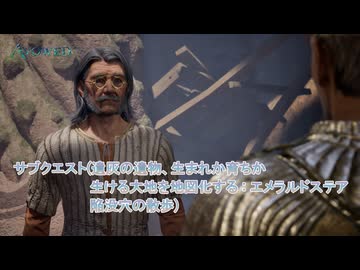 サブクエスト(遺灰の遺物、生まれか育ちか
生ける大地を地図化する：エメラルドステア
陥没穴の散歩)